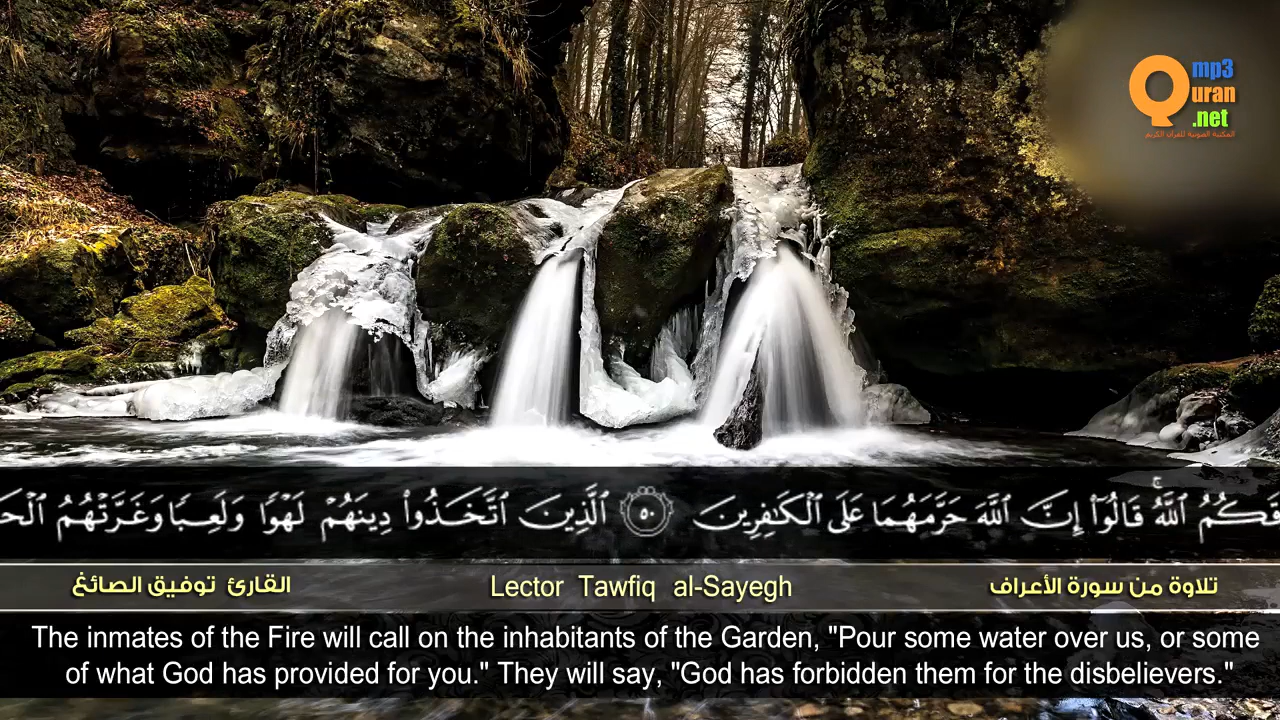 mp3
Quran
.net
المكتبة الصوتية للقرآن الكريم
قَكُمُ ٱللَّهُۚ قَالُوٓا۟ إِنَّ ٱللَّهَ حَرَّمَهُمَا عَلَى ٱلْكَـٰفِرِينَ ٥٠ ٱلَّذِينَ ٱتَّخَذُوا۟ دِينَهُمْ لَهْوًا وَلَعِبًا وَغَرَّتْهُمُ ٱلْحَ
القارئ توفيق الصائغ Lector Tawfiq al-Sayegh تلاوة من سورة الأعراف
The inmates of the Fire will call on the inhabitants of the Garden, "Pour some water over us, or some
of what God has provided for you." They will say, "God has forbidden them for the disbelievers."